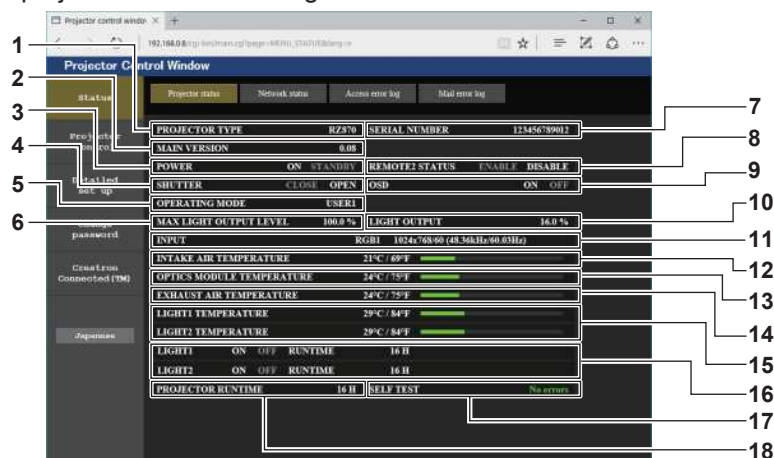 Projector control window
192.168.0.8/cgi-bin/main.cgi?page=MENU_STATUS&lang=e
Projector Control Window
Status
Projector control
Detailed set up
Change password
Crestron Connected(TM)
Japanese
Projector status Network status Access error log Mail error log
PROJECTOR TYPE RZ870 SERIAL NUMBER 123456789012
MAIN VERSION 0.08
POWER ON STANDBY REMOTE2 STATUS ENABLE DISABLE
SHUTTER CLOSE OPEN OSD ON OFF
OPERATING MODE USER1
MAX LIGHT OUTPUT LEVEL 100.0 % LIGHT OUTPUT 16.0 %
INPUT RGB1 1024x768/60 (48.36kHz/60.03Hz)
INTAKE AIR TEMPERATURE 21°C / 69°F
OPTICS MODULE TEMPERATURE 24°C / 75°F
EXHAUST AIR TEMPERATURE 24°C / 75°F
LIGHT1 TEMPERATURE 29°C / 84°F
LIGHT2 TEMPERATURE 29°C / 84°F
LIGHT1 ON OFF RUNTIME 16 H
LIGHT2 ON OFF RUNTIME 16 H
PROJECTOR RUNTIME 16 H SELF TEST No errors
1
2
3
4
5
6
7
8
9
10
11
12
13
14
15
16
17
18